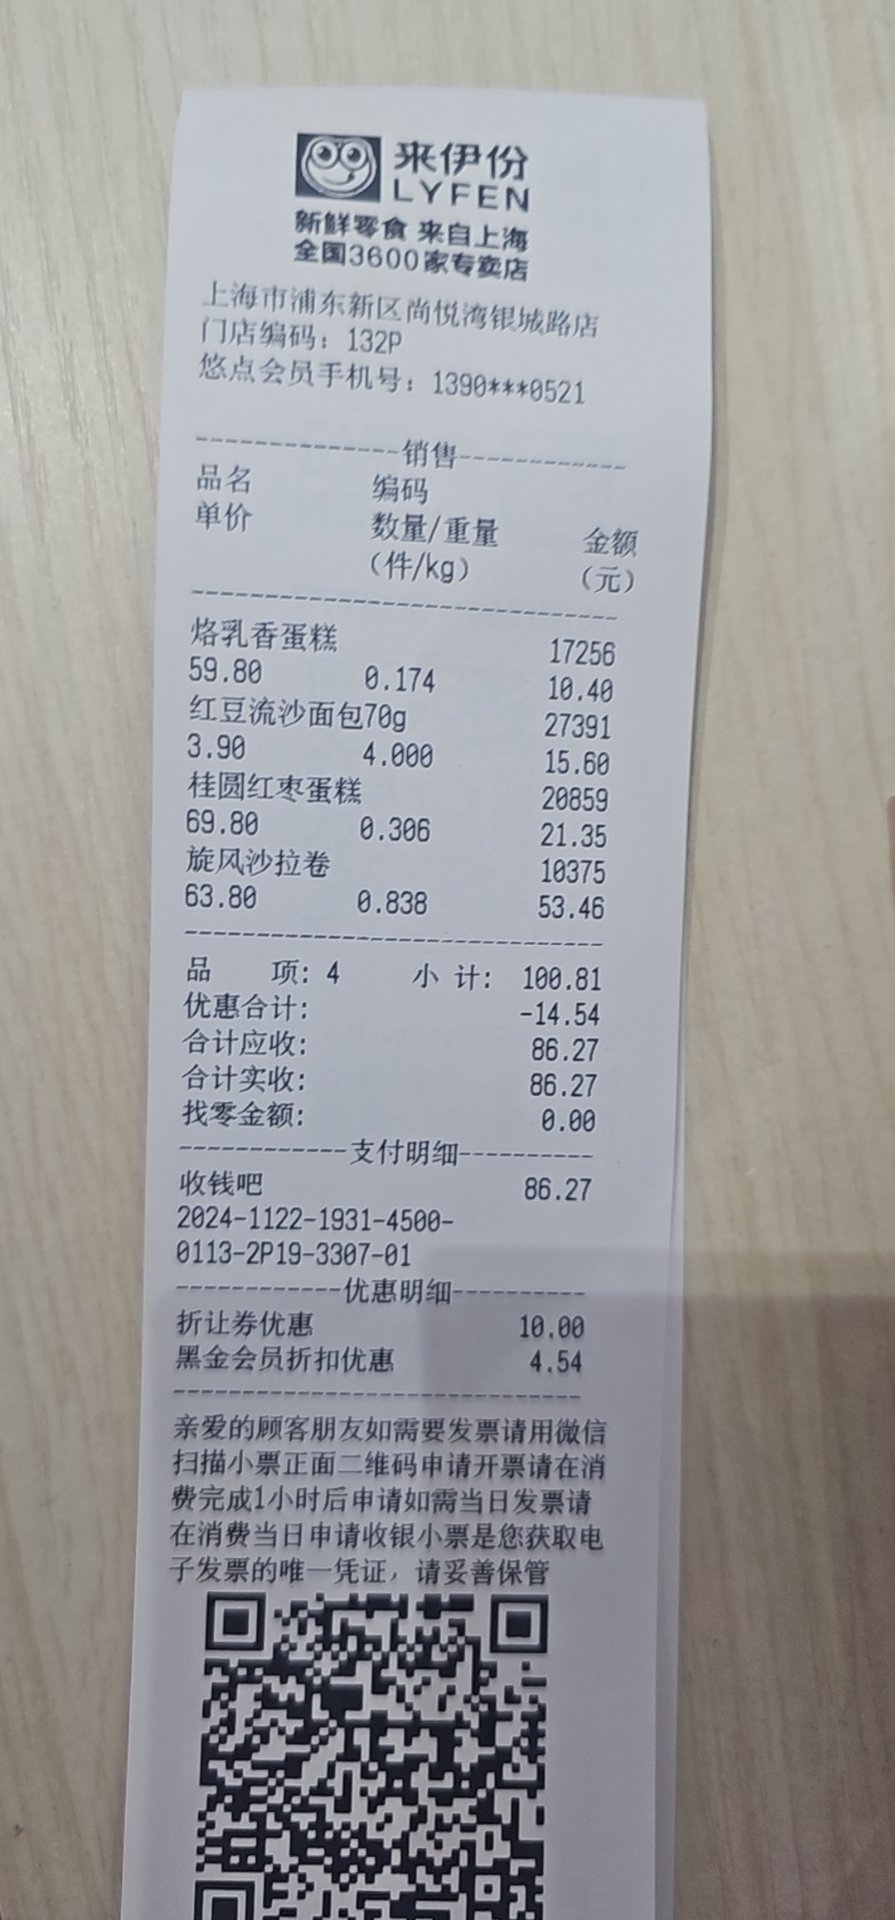 来伊份
LYFEN
新鲜零食 来自上海
全国3600家专卖店
上海市浦东新区尚悦湾银城路店
门店编码：132P
悠点会员手机号：1390***0521
------------销售------------
品名 编码
单价 数量/重量 金额
（件/kg） （元）
烙乳香蛋糕 17256
59.80 0.174 10.40
红豆流沙面包70g 27391
3.90 4.000 15.60
桂圆红枣蛋糕 20859
69.80 0.306 21.35
旋风沙拉卷 10375
63.80 0.838 53.46
品 项: 4 小 计: 100.81
优惠合计: -14.54
合计应收: 86.27
合计实收: 86.27
找零金额: 0.00
------------支付明细----------
收钱吧 86.27
2024-1122-1931-4500-
0113-2P19-3307-01
------------优惠明细----------
折让券优惠 10.00
黑金会员折扣优惠 4.54
亲爱的顾客朋友如需要发票请用微信
扫描小票正面二维码申请开票请在消
费完成1小时后申请如需当日发票请
在消费当日申请收银小票是您获取电
子发票的唯一凭证，请妥善保管